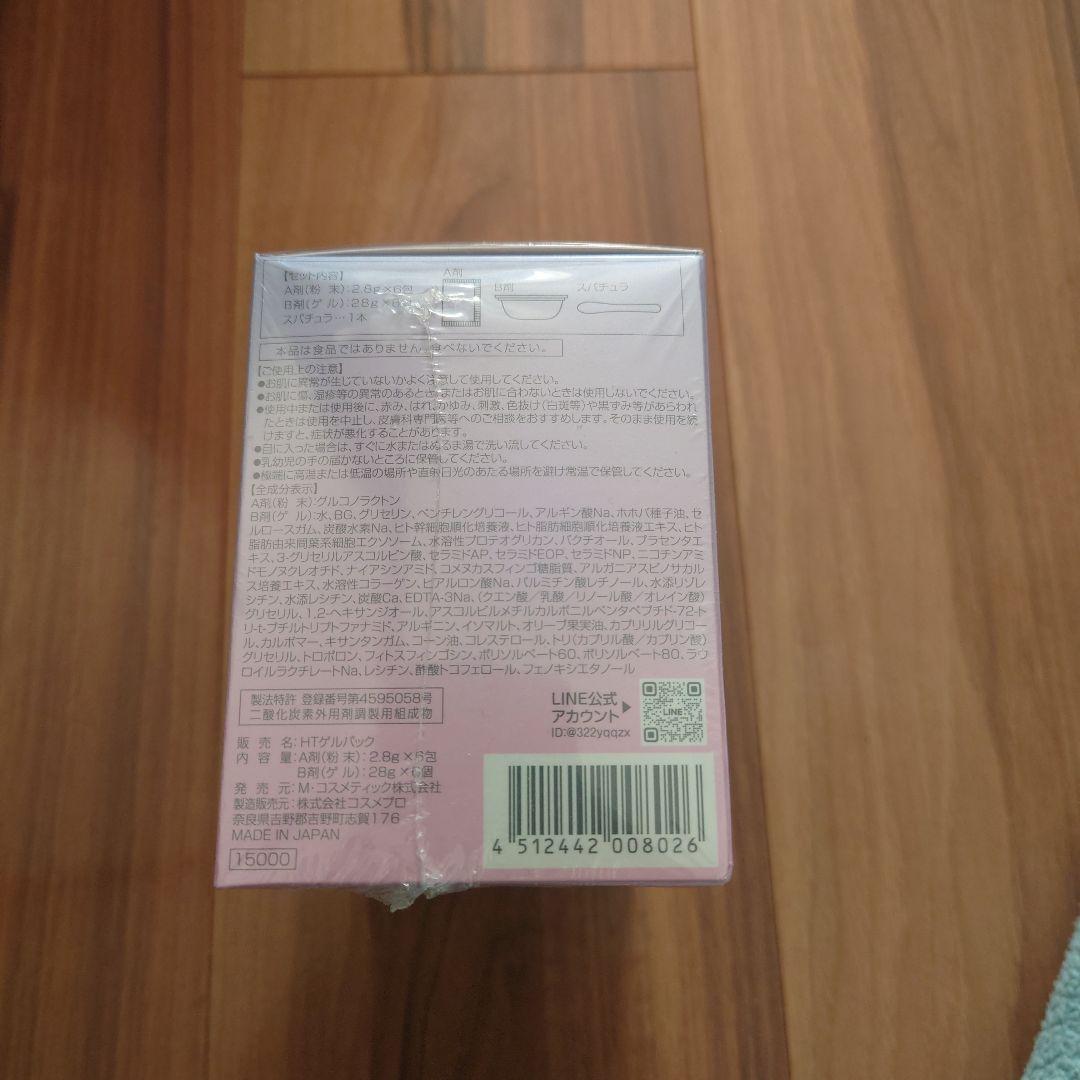 【セット内容】
A剤(粉 末):2.8g×6包
B剤(ゲル):28g×6
スパチュラ…1本
A剤
B剤
スパチュラ
本品は食品ではありません。食べないでください。
【ご使用上の注意】
●お肌に異常が生じていないかよく注意して使用してください。
●お肌に傷、湿疹等の異常のあるとき、またはお肌に合わないときは使用しないでください。
●使用中または使用後に、赤み、はれ、かゆみ、刺激、色抜け(白斑等)や黒ずみ等があらわれ
たときは使用を中止し、皮膚科専門医等へのご相談をおすすめします。そのまま使用を続
けますと、症状が悪化することがあります。
●目に入った場合は、すぐに水またはぬるま湯で洗い流してください。
●乳幼児の手の届かないところに保管してください。
●極端に高温または低温の場所や直射日光のあたる場所を避け常温で保管してください。
【全成分表示】
A剤(粉 末):グルコノラクトン
B剤(ゲル):水、BG、グリセリン、ペンチレングリコール、アルギン酸Na、ホホバ種子油、セ
ルロースガム、炭酸水素Na、ヒト幹細胞順化培養液、ヒト脂肪細胞順化培養液エキス、ヒト
脂肪由来間葉系細胞エクソソーム、水溶性プロテオグリカン、バクチオール、プラセンタエ
キス、3-グリセリルアスコルビン酸、セラミドAP、セラミドEOP、セラミドNP、ニコチンアミ
ドモノヌクレオチド、ナイアシンアミド、コメヌカスフィンゴ糖脂質、アルガニアスピノサカル
ス培養エキス、水溶性コラーゲン、ヒアルロン酸Na、パルミチン酸レチノール、水添リゾレ
シチン、水添レシチン、炭酸Ca、EDTA-3Na、(クエン酸/乳酸/リノール酸/オレイン酸)
グリセリル、1,2-ヘキサンジオール、アスコルビルメチルカルボニルペンタペプチド-72-ト
リ-t-ブチルトリプトファナミド、アルギニン、イソマルト、オリーブ果実油、カプリリルグリコー
ル、カルボマー、キサンタンガム、コーン油、コレステロール、トリ(カプリル酸/カプリン酸)
グリセリル、トロポロン、フィトスフィンゴシン、ポリソルベート60、ポリソルベート80、ラウ
ロイルラクチレートNa、レシチン、酢酸トコフェロール、フェノキシエタノール
製法特許 登録番号第4595058号
二酸化炭素外用剤調製用組成物
LINE公式
アカウント
ID:@322yqqzx
LINE
販 売 名:HTゲルパック
内 容 量:A剤(粉 末):2.8g×6包
B剤(ゲル):28g×6個
発 売 元:M・コスメティック株式会社
製造販売元:株式会社コスメプロ
奈良県吉野郡吉野町志賀176
MADE IN JAPAN
15000
4 512442 008026